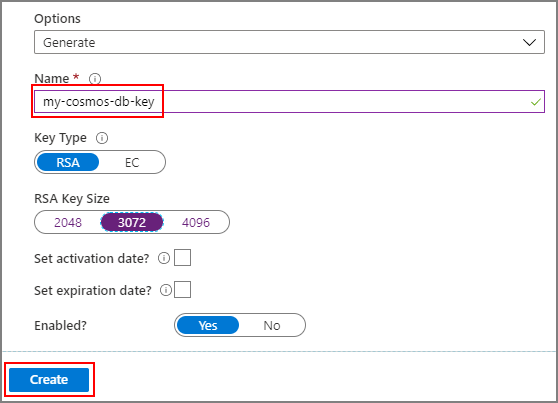 Options
Generate
Name *
my-cosmos-db-key
Key Type
RSA EC
RSA Key Size
2048 3072 4096
Set activation date?
Set expiration date?
Enabled? Yes No
Create